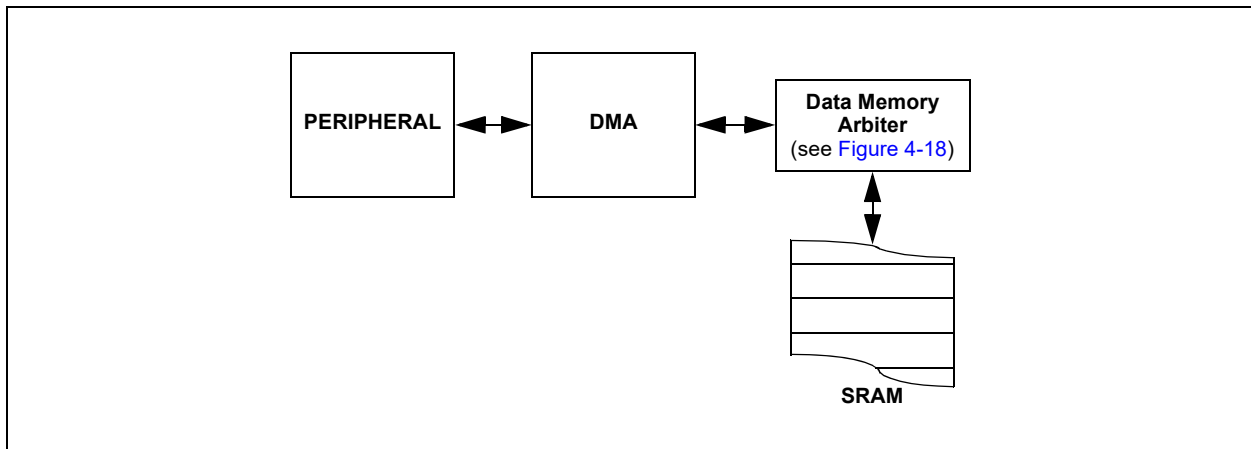 PERIPHERAL
DMA
Data Memory
Arbiter
(see Figure 4-18)
SRAM